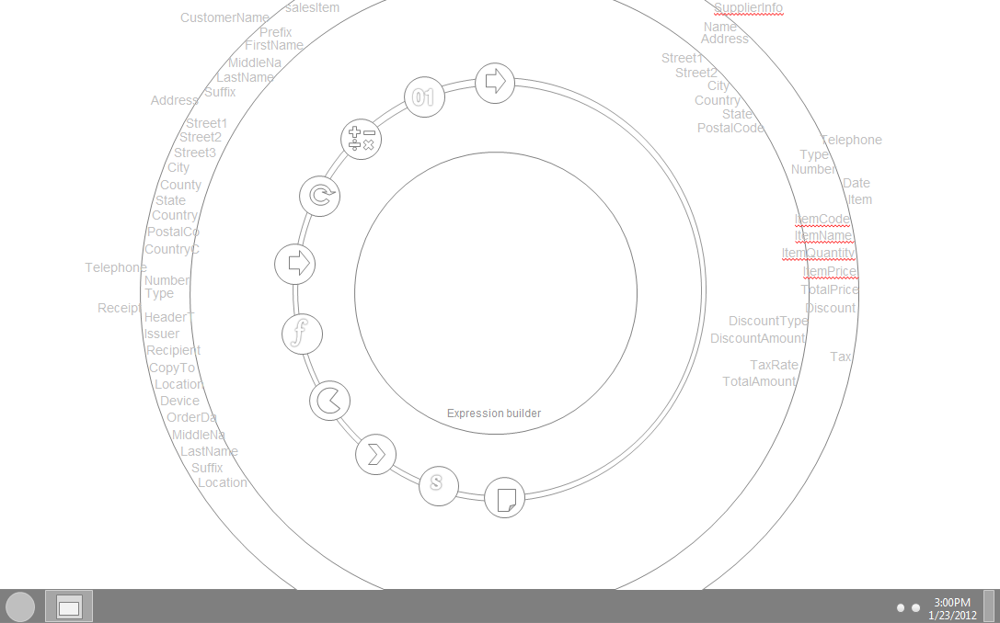 salesItem
CustomerName
Prefix
FirstName
MiddleNa
LastName
Suffix
Address
Street1
Street2
Street3
City
County
State
Country
PostalCo
CountryC
Telephone
Number
Type
Receipt
HeaderT
Issuer
Recipient
CopyTo
Location
Device
OrderDa
MiddleNa
LastName
Suffix
Location
01
S
Expression builder
SupplierInfo
Name
Address
Street1
Street2
City
Country
State
PostalCode
Telephone
Type
Number
Date
Item
ItemCode
ItemName
ItemQuantity
ItemPrice
TotalPrice
Discount
DiscountType
DiscountAmount
Tax
TaxRate
TotalAmount
3:00PM
1/23/2012